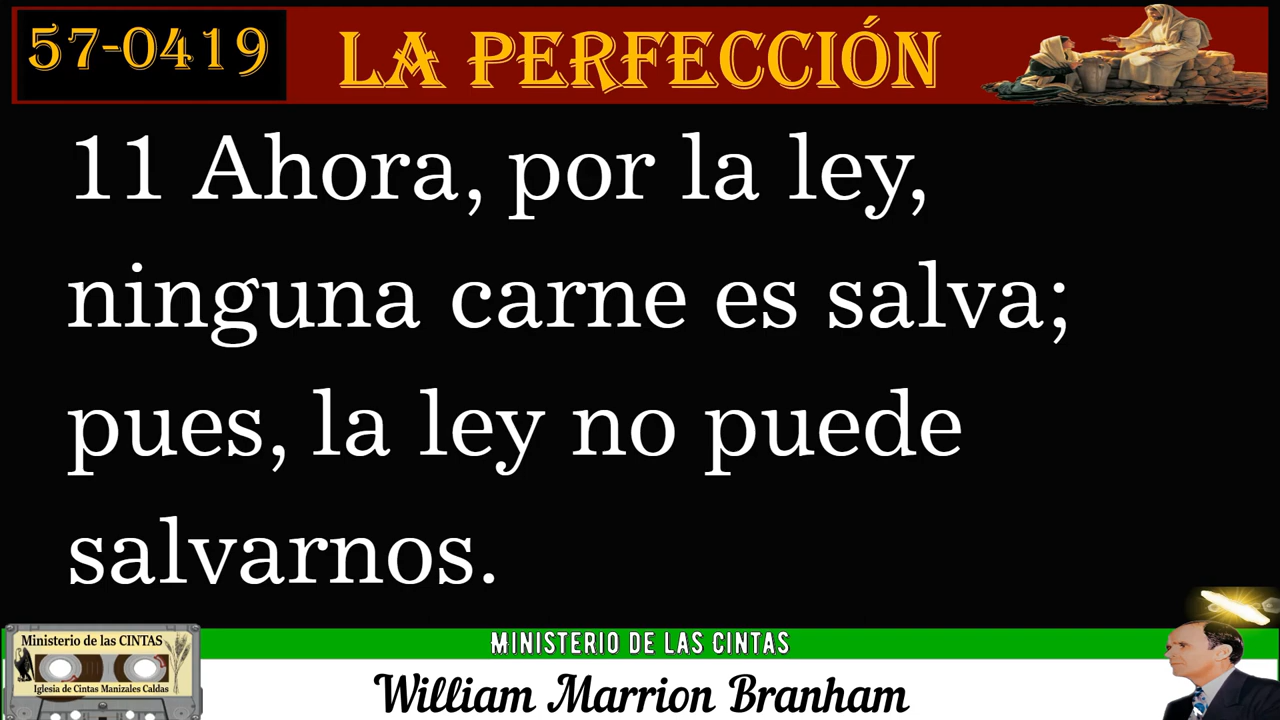 57-0419
LA PERFECCIÓN
11 Ahora, por la ley,
ninguna carne es salva;
pues, la ley no puede
salvarnos.
Ministerio de las CINTAS
Iglesia de Cintas Manizales Caldas
MINISTERIO DE LAS CINTAS
William Marrion Branham